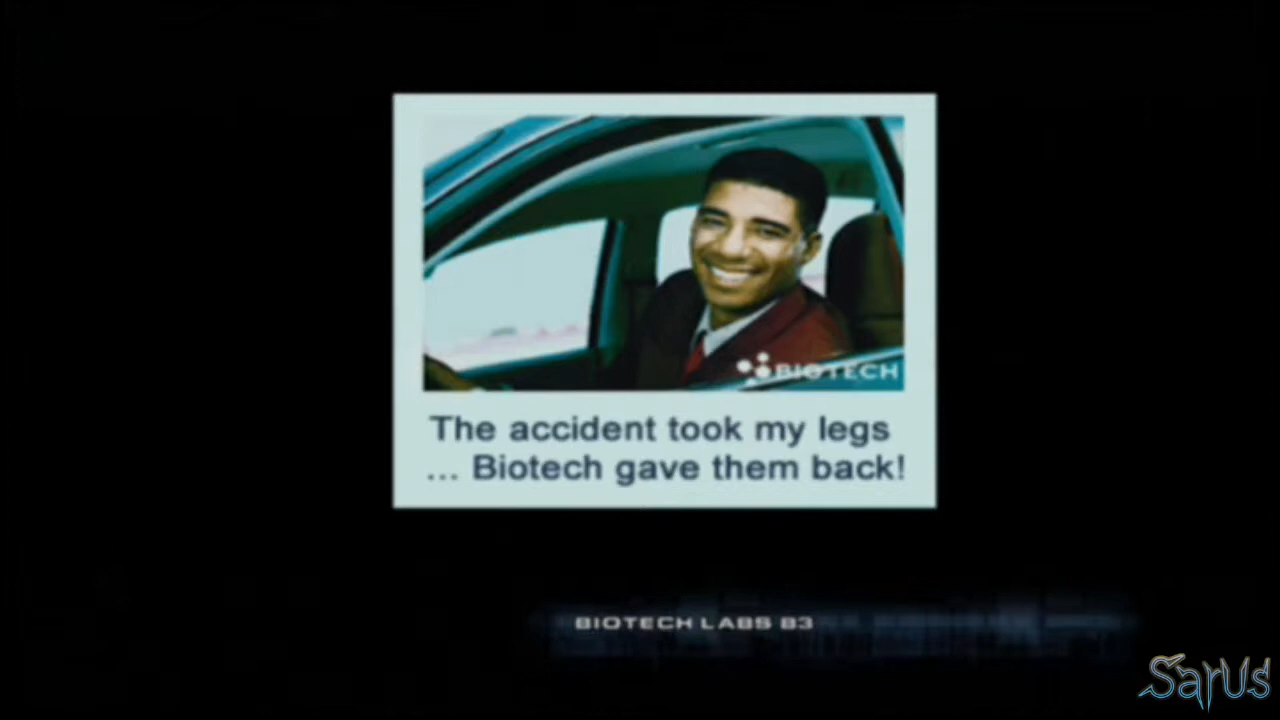 BIOTECH
The accident took my legs
... Biotech gave them back!
BIOTECH LABS B3
Sarus